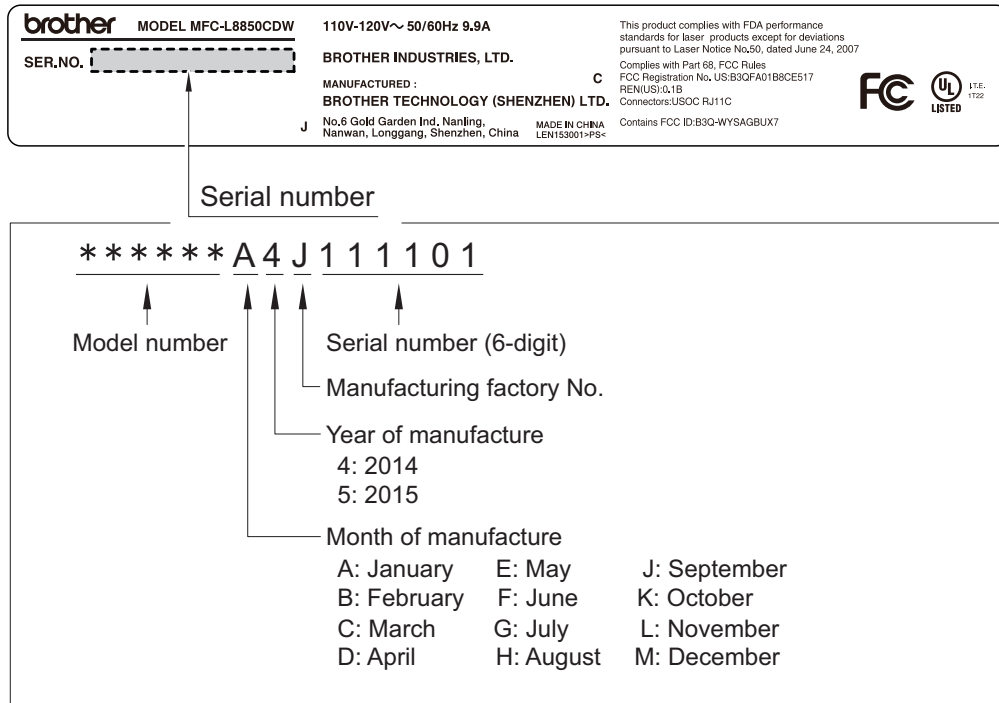 brother MODEL MFC-L8850CDW
SER.NO.
110V-120V～ 50/60Hz 9.9A
BROTHER INDUSTRIES, LTD.
C
MANUFACTURED :
BROTHER TECHNOLOGY (SHENZHEN) LTD.
J
No.6 Gold Garden Ind. Nanling,
Nanwan, Longgang, Shenzhen, China
MADE IN CHINA
LEN153001>PS<
This product complies with FDA performance
standards for laser products except for deviations
pursuant to Laser Notice No.50, dated June 24, 2007
Complies with Part 68, FCC Rules
FCC Registration No. US:B3QFA01B8CE517
REN(US):0.1B
Connectors:USOC RJ11C
Contains FCC ID:B3Q-WYSAGBUX7
FC
UL
LISTED
I.T.E.
1T22
Serial number
******A4J111101
Model number
Serial number (6-digit)
Manufacturing factory No.
Year of manufacture
4: 2014
5: 2015
Month of manufacture
A: January E: May J: September
B: February F: June K: October
C: March G: July L: November
D: April H: August M: December